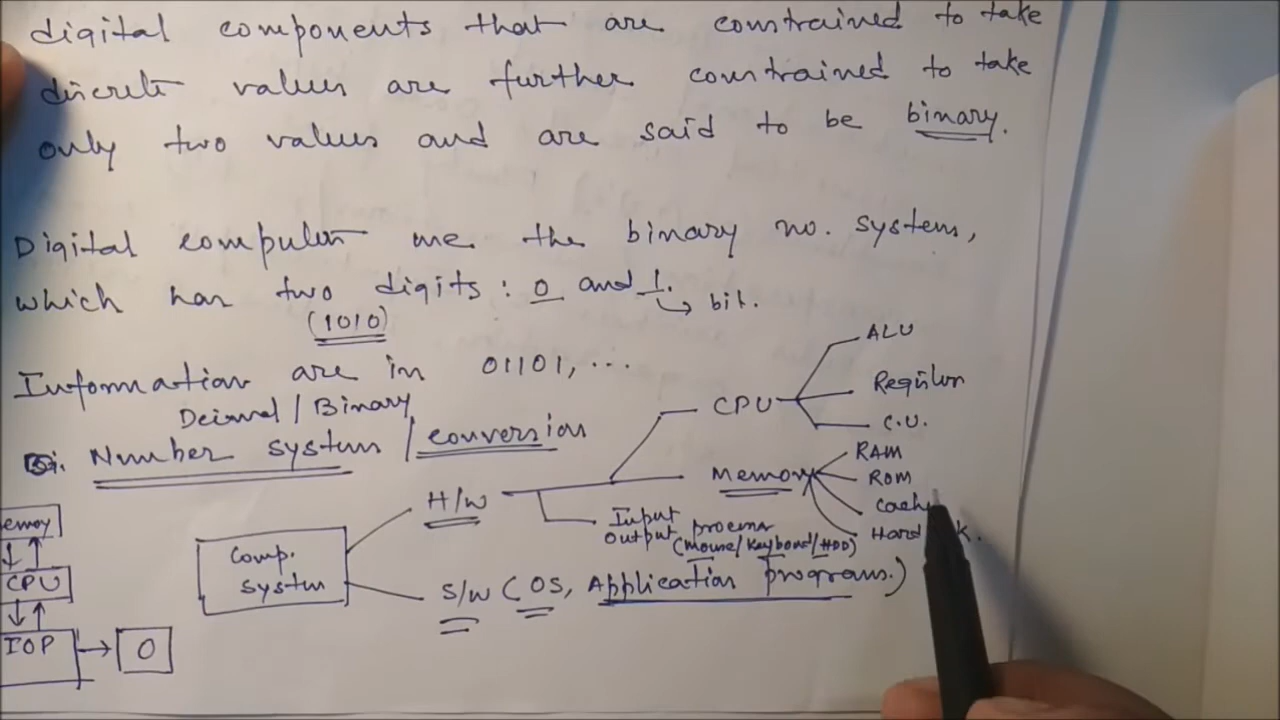 digital components that are constrained to take
discrete values are further constrained to take
only two values and are said to be binary.
Digital computer use the binary no. system,
which has two digits : 0 and 1.
bit.
(1010)
Information are in 01101, ...
Decimal / Binary
Number system / conversion
Comp. system
H/W
CPU
ALU
Register
C.U.
Memory
RAM
ROM
Cache
Hard
Input
Output process
(Mouse/Keyboard/HDD)
S/W (OS, Application programs.)
CPU
IOP
O